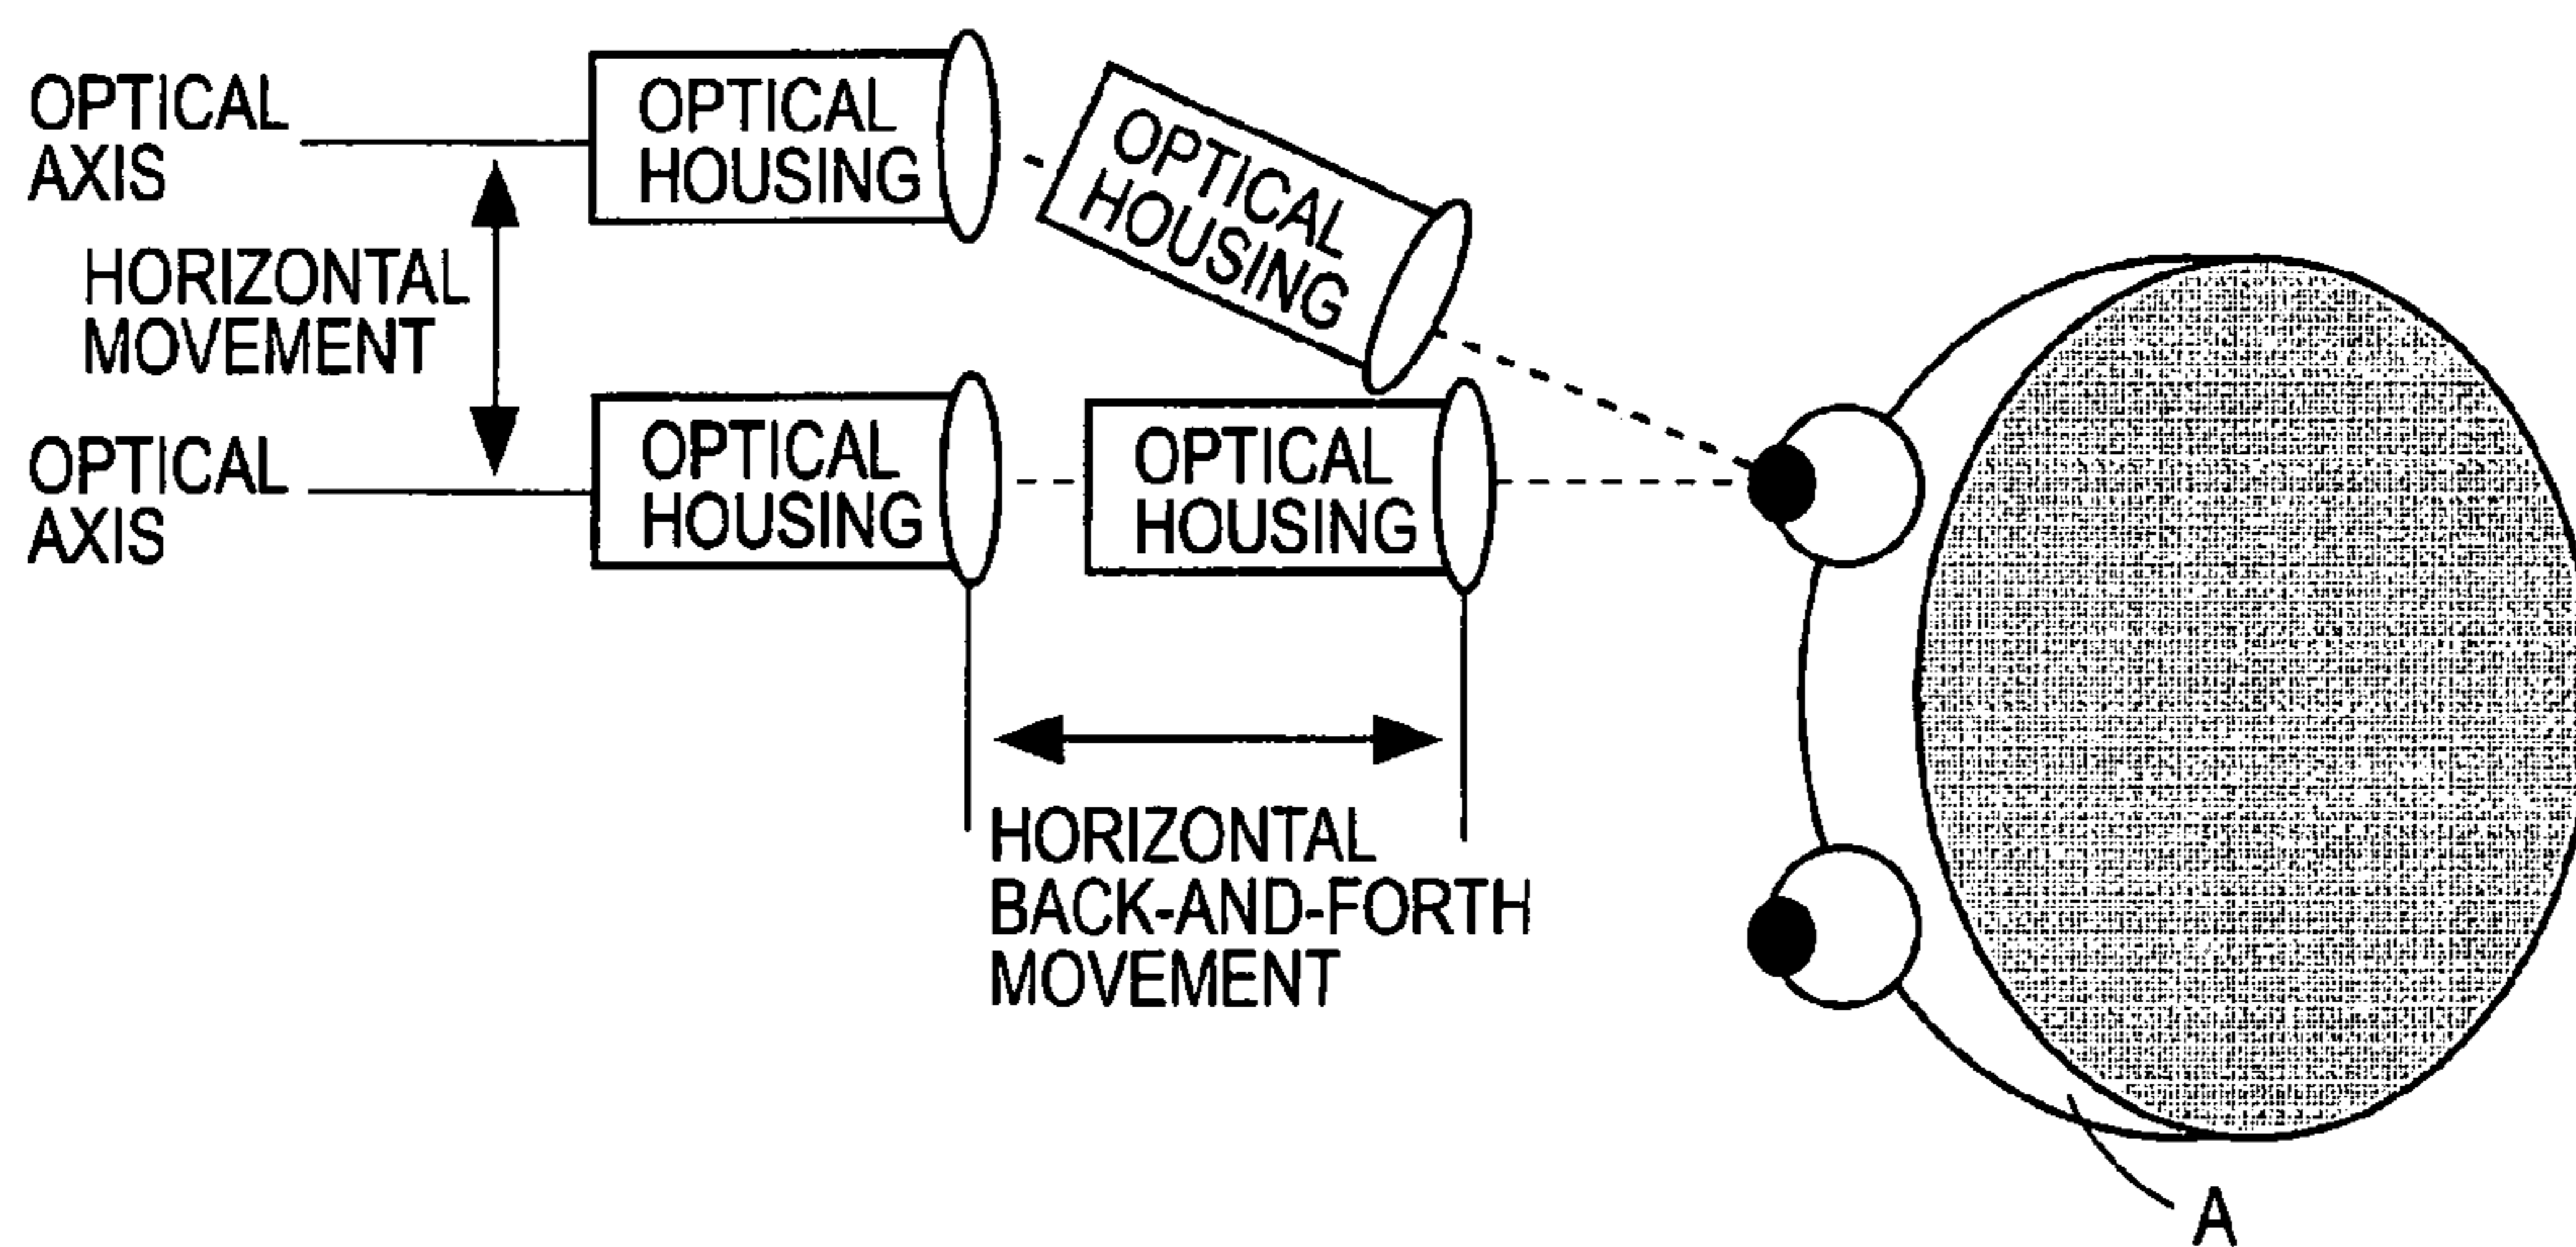 OPTICAL
AXIS
OPTICAL
HOUSING
OPTICAL
HOUSING
HORIZONTAL
MOVEMENT
OPTICAL
AXIS
OPTICAL
HOUSING
OPTICAL
HOUSING
HORIZONTAL
BACK-AND-FORTH
MOVEMENT
A